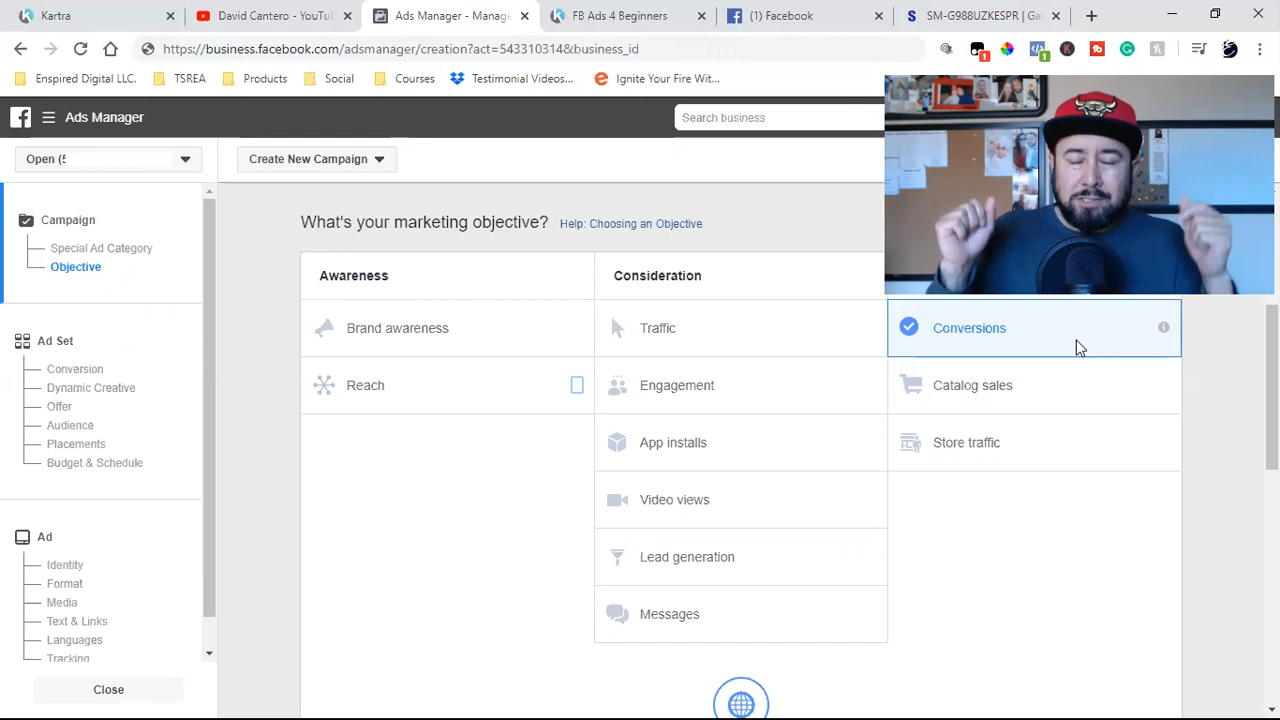 Kartra
David Cantero - YouTu
Ads Manager - Manage
FB Ads 4 Beginners
(1) Facebook
SM-G988UZKESPR | Gal
https://business.facebook.com/adsmanager/creation?act=543310314&business_id
1
1
Enspired Digital LLC.
TSREA
Products
Social
Courses
Testimonial Videos...
Ignite Your Fire Wit...
Ads Manager
Search business
Open (5
Create New Campaign
Campaign
Special Ad Category
Objective
Ad Set
Conversion
Dynamic Creative
Offer
Audience
Placements
Budget & Schedule
Ad
Identity
Format
Media
Text & Links
Languages
Tracking
Close
What's your marketing objective?
Help: Choosing an Objective
Awareness
Consideration
Brand awareness
Traffic
Conversions
Reach
Engagement
Catalog sales
App installs
Store traffic
Video views
Lead generation
Messages